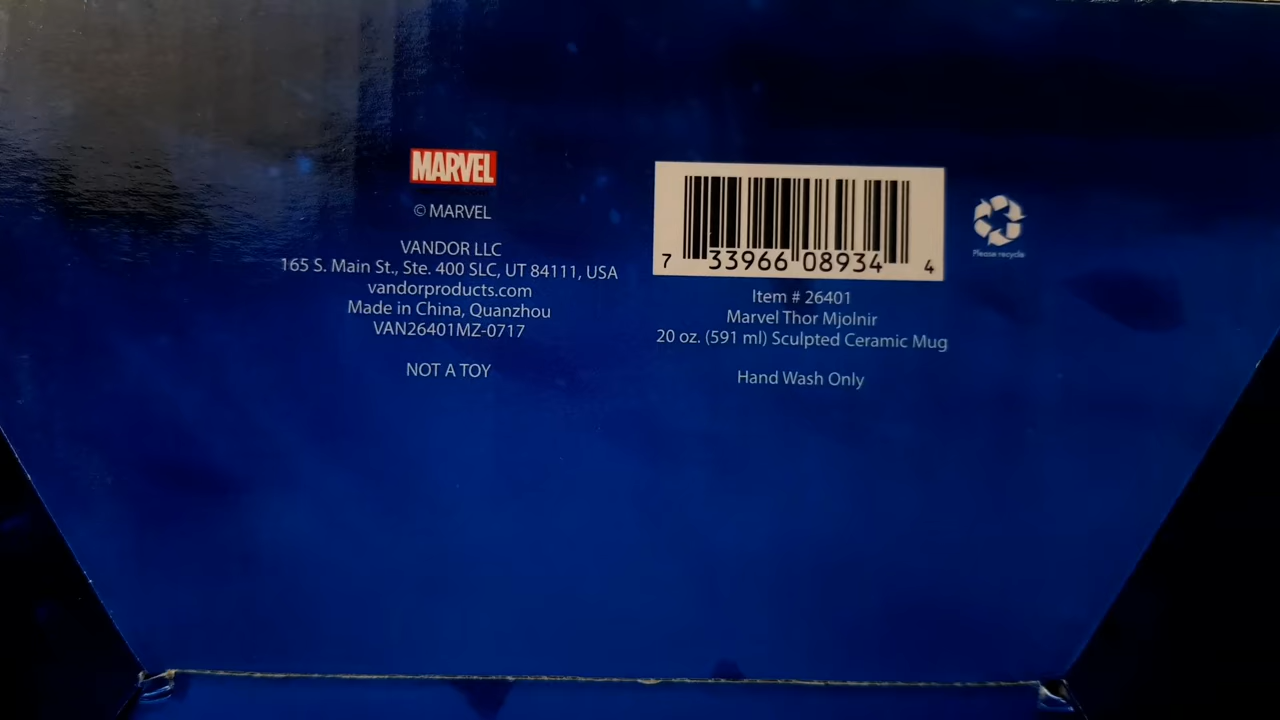 MARVEL
© MARVEL
VANDOR LLC
165 S. Main St., Ste. 400 SLC, UT 84111, USA
vandorproducts.com
Made in China, Quanzhou
VAN26401MZ-0717
NOT A TOY
7 33966 08934 4
Item # 26401
Marvel Thor Mjolnir
20 oz. (591 ml) Sculpted Ceramic Mug
Hand Wash Only
Please recycle